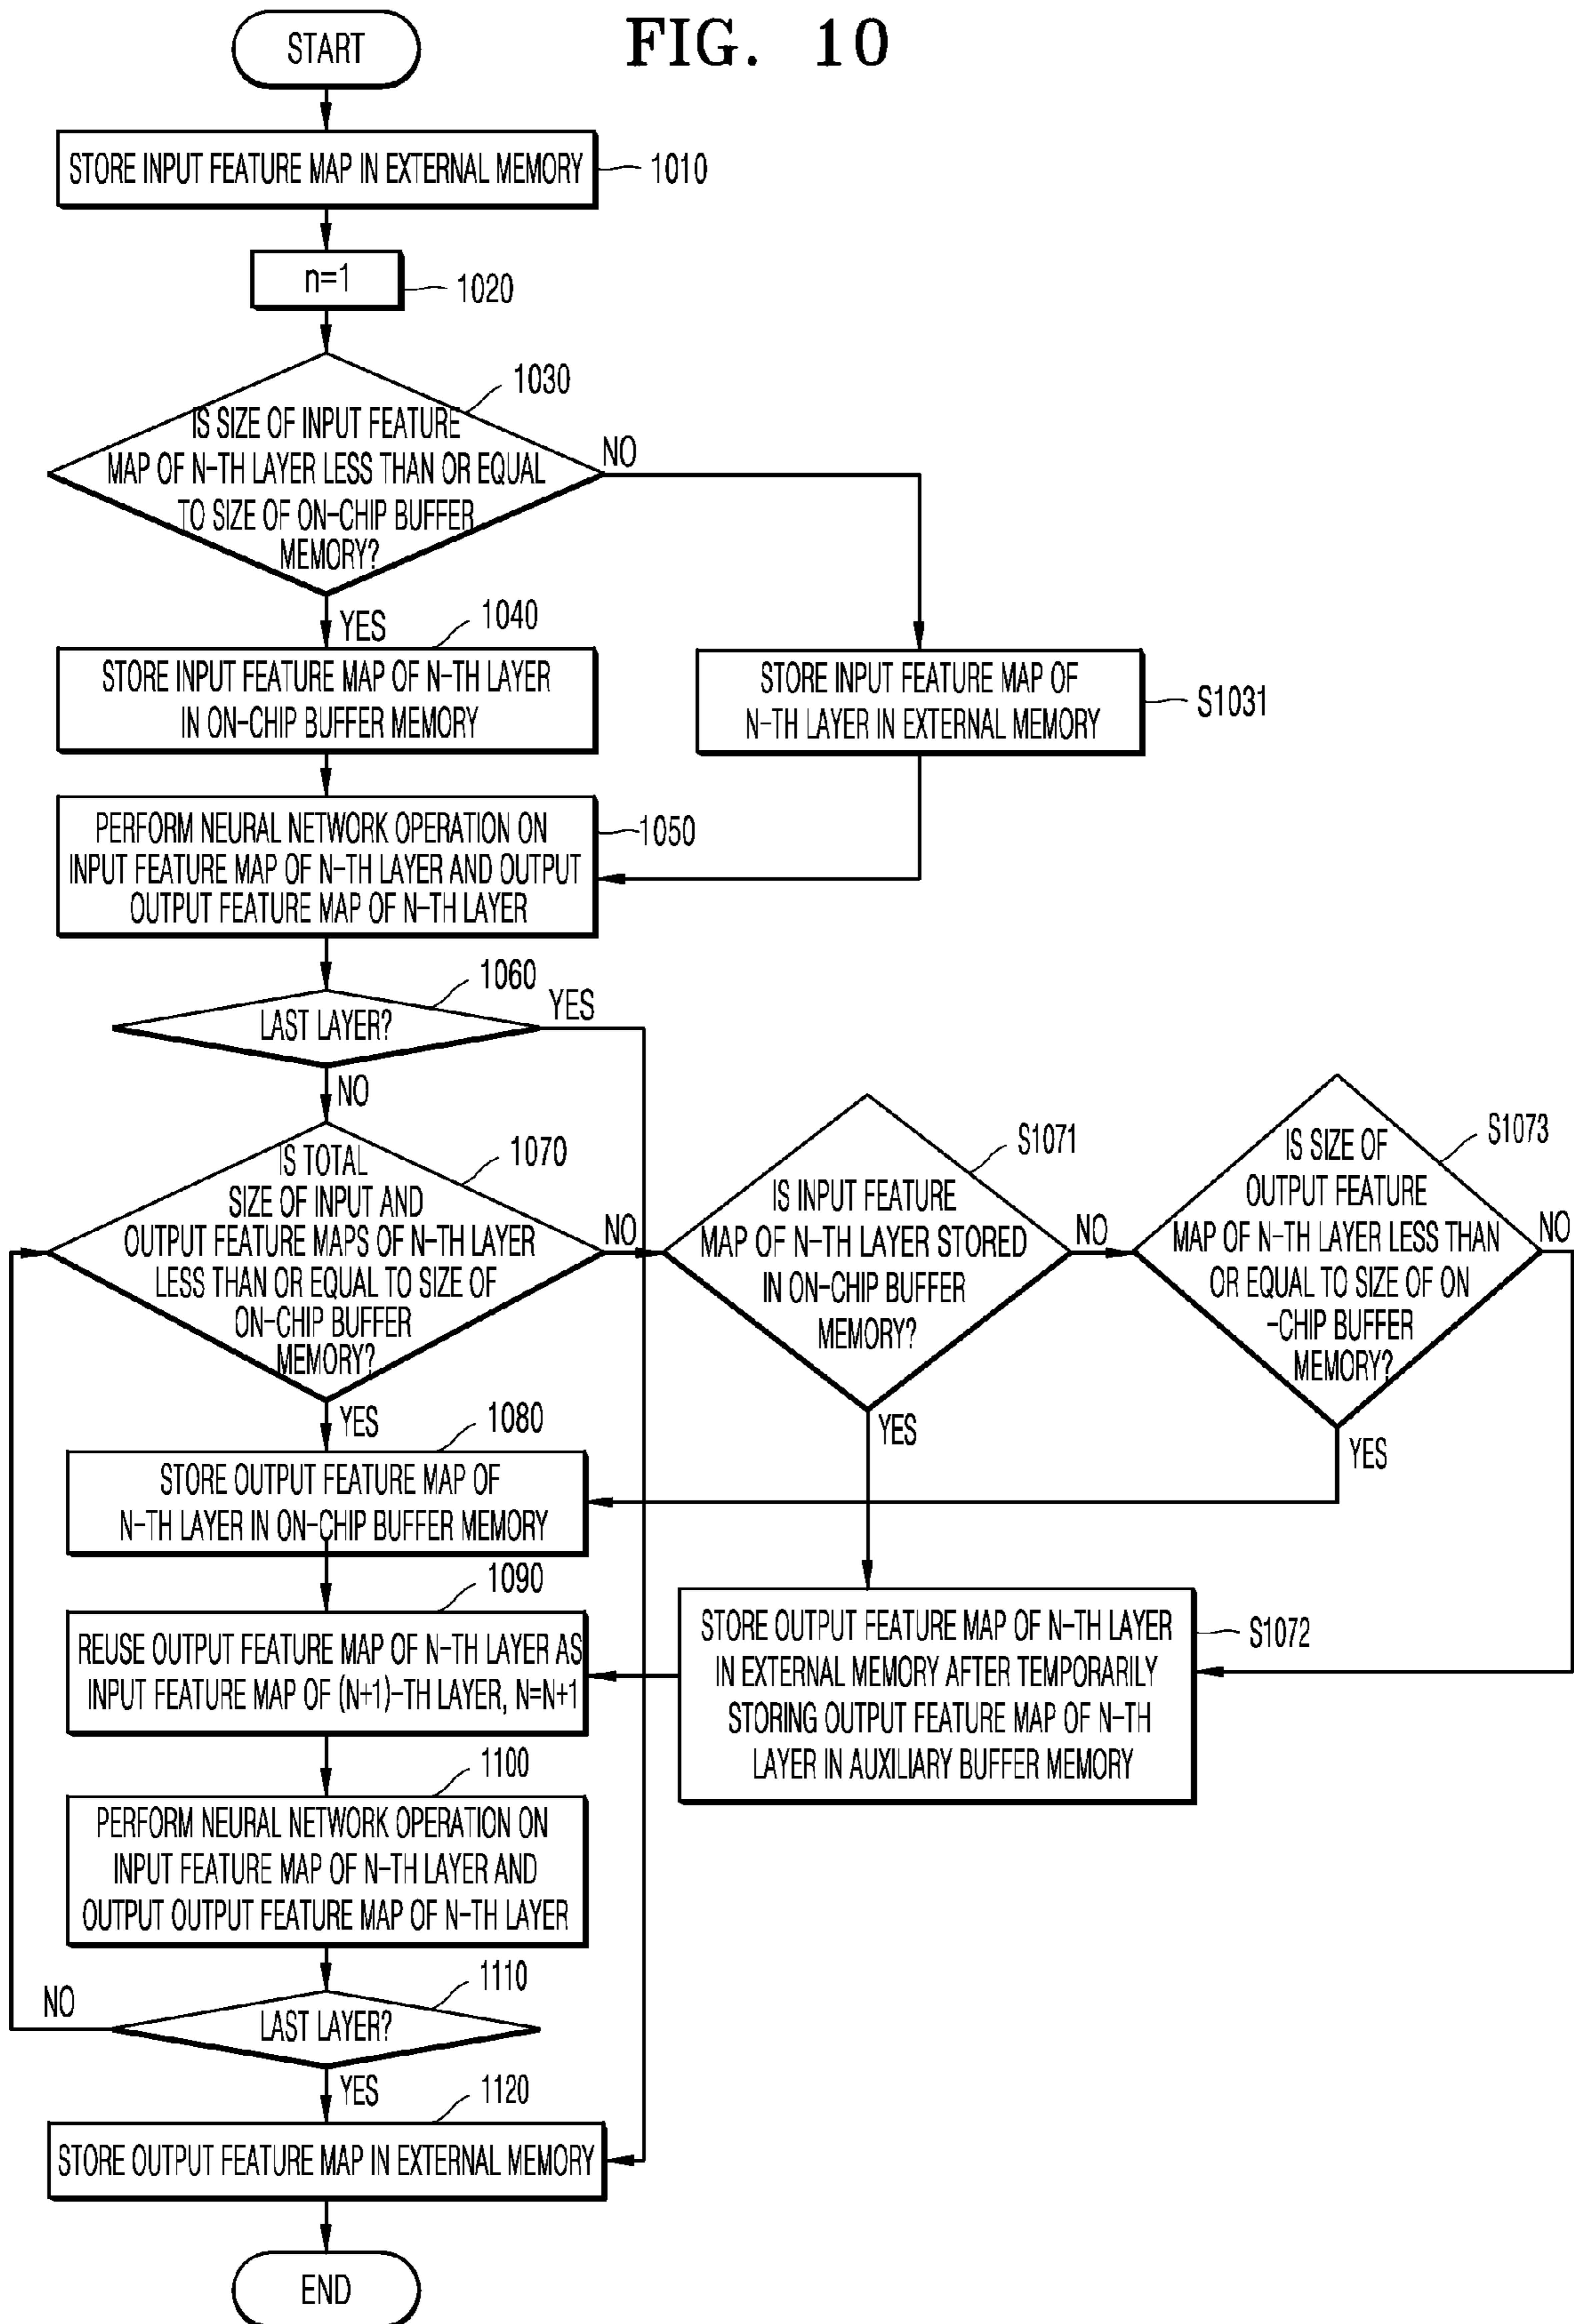 FIG. 10
START
STORE INPUT FEATURE MAP IN EXTERNAL MEMORY
1010
n=1
1020
1030
IS SIZE OF INPUT FEATURE
MAP OF N-TH LAYER LESS THAN OR EQUAL
TO SIZE OF ON-CHIP BUFFER
MEMORY?
NO
YES
1040
STORE INPUT FEATURE MAP OF N-TH LAYER
IN ON-CHIP BUFFER MEMORY
STORE INPUT FEATURE MAP OF
N-TH LAYER IN EXTERNAL MEMORY
S1031
PERFORM NEURAL NETWORK OPERATION ON
INPUT FEATURE MAP OF N-TH LAYER AND OUTPUT
OUTPUT FEATURE MAP OF N-TH LAYER
1050
1060
LAST LAYER?
YES
NO
1070
IS TOTAL
SIZE OF INPUT AND
OUTPUT FEATURE MAPS OF N-TH LAYER
LESS THAN OR EQUAL TO SIZE OF
ON-CHIP BUFFER
MEMORY?
NO
YES
S1071
IS INPUT FEATURE
MAP OF N-TH LAYER STORED
IN ON-CHIP BUFFER
MEMORY?
NO
YES
S1073
IS SIZE OF
OUTPUT FEATURE
MAP OF N-TH LAYER LESS THAN
OR EQUAL TO SIZE OF ON
-CHIP BUFFER
MEMORY?
NO
YES
1080
STORE OUTPUT FEATURE MAP OF
N-TH LAYER IN ON-CHIP BUFFER MEMORY
1090
REUSE OUTPUT FEATURE MAP OF N-TH LAYER AS
INPUT FEATURE MAP OF (N+1)-TH LAYER, N=N+1
STORE OUTPUT FEATURE MAP OF N-TH LAYER
IN EXTERNAL MEMORY AFTER TEMPORARILY
STORING OUTPUT FEATURE MAP OF N-TH
LAYER IN AUXILIARY BUFFER MEMORY
S1072
1100
PERFORM NEURAL NETWORK OPERATION ON
INPUT FEATURE MAP OF N-TH LAYER AND
OUTPUT OUTPUT FEATURE MAP OF N-TH LAYER
1110
LAST LAYER?
NO
YES
1120
STORE OUTPUT FEATURE MAP IN EXTERNAL MEMORY
END